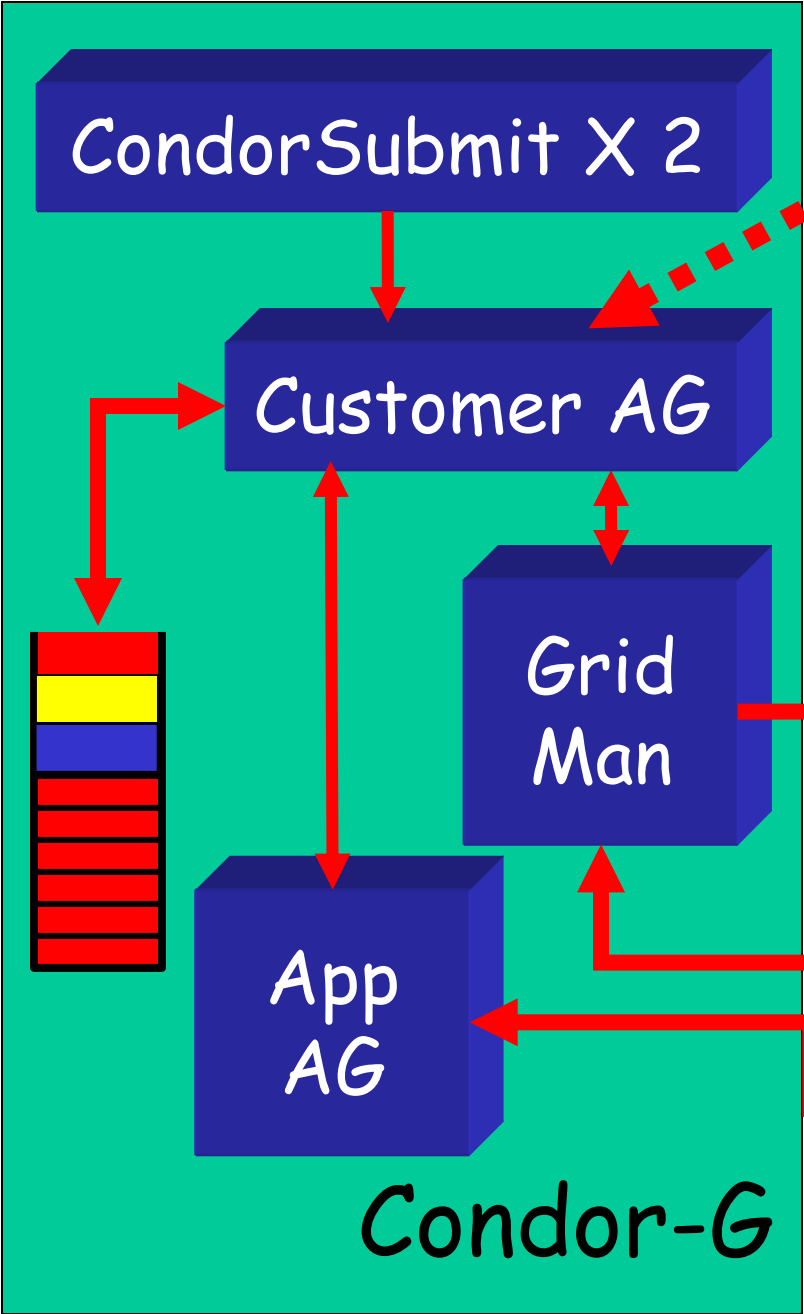 CondorSubmit X 2
Customer AG
Grid
Man
App
AG
Condor-G